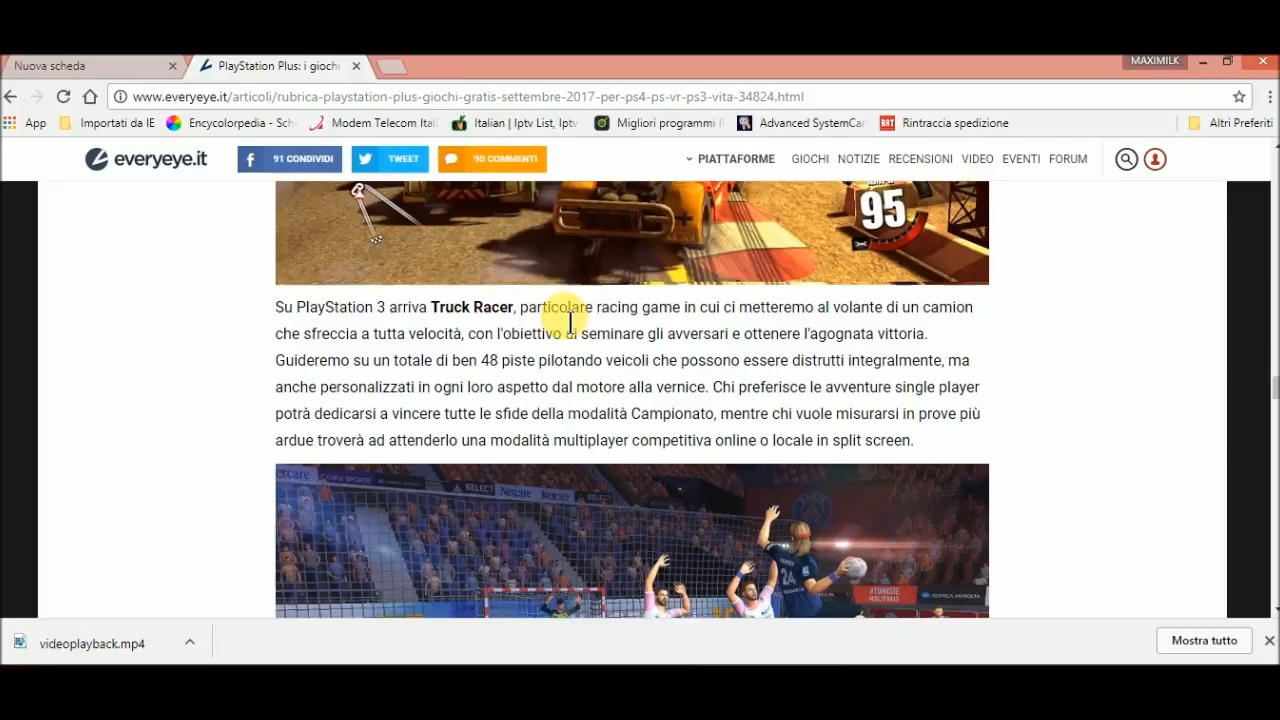 MAXIMILK
Nuova scheda
PlayStation Plus: i giochi
www.everyeye.it/articoli/rubrica-playstation-plus-giochi-gratis-settembre-2017-per-ps4-ps-vr-ps3-vita-34824.html
App
Importati da IE
Encyclorpedia - Sch
Modem Telecom Itali
Italian | Iptv List, Iptv
Migliori programmi
Advanced SystemCar
BRT
Rintraccia spedizione
Altri Preferiti
everyeye.it
91 CONDIVIDI
TWEET
90 COMMENTI
PIATTAFORME
GIOCHI
NOTIZIE
RECENSIONI
VIDEO
EVENTI
FORUM
95
Su PlayStation 3 arriva Truck Racer, particolare racing game in cui ci metteremo al volante di un camion
che sfreccia a tutta velocità, con l'obiettivo di seminare gli avversari e ottenere l'agognata vittoria.
Guideremo su un totale di ben 48 piste pilotando veicoli che possono essere distrutti integralmente, ma
anche personalizzati in ogni loro aspetto dal motore alla vernice. Chi preferisce le avventure single player
potrà dedicarsi a vincere tutte le sfide della modalità Campionato, mentre chi vuole misurarsi in prove più
ardue troverà ad attenderlo una modalità multiplayer competitiva online o locale in split screen.
SELECT
SELECT
24
#TUNISIE
KONICA MINOLTA
videoplayback.mp4
Mostra tutto